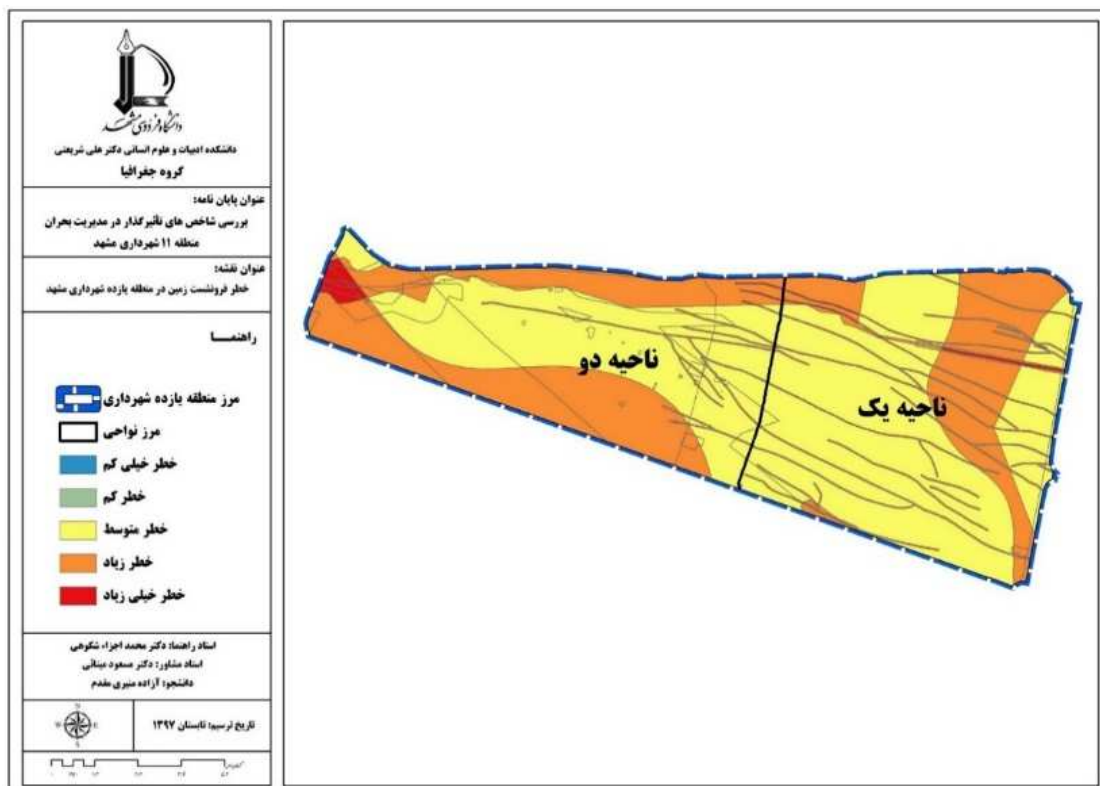 دانشگاه فردوسی مشهد
دانشکده ادبیات و علوم انسانی دکتر علی شریعتی
گروه جغرافیا
عنوان پایان نامه:
بررسی شاخص های تأثیرگذار در مدیریت بحران
منطقه ۱۱ شهرداری مشهد
عنوان نقشه:
خطر فرونشست زمین در منطقه یازده شهرداری مشهد
راهنمـــا
مرز منطقه یازده شهرداری
مرز نواحی
خطر خیلی کم
خطر کم
خطر متوسط
خطر زیاد
خطر خیلی زیاد
استاد راهنما: دکتر محمد اجزاء شکوهی
استاد مشاور: دکتر مسعود مینائی
دانشجو: آزاده منیری مقدم
تاریخ ترسیم: تابستان ۱۳۹۷
N
W E
S
ناحیه دو
ناحیه یک